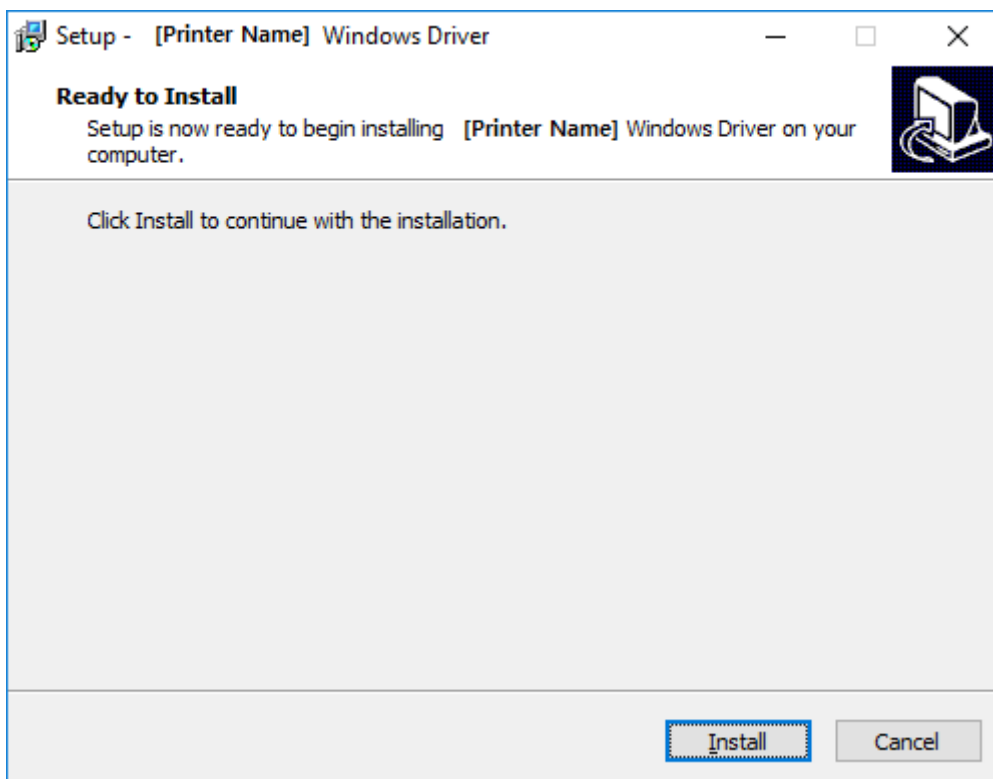 Setup - [Printer Name] Windows Driver
Ready to Install
Setup is now ready to begin installing [Printer Name] Windows Driver on your
computer.
Click Install to continue with the installation.
Install Cancel